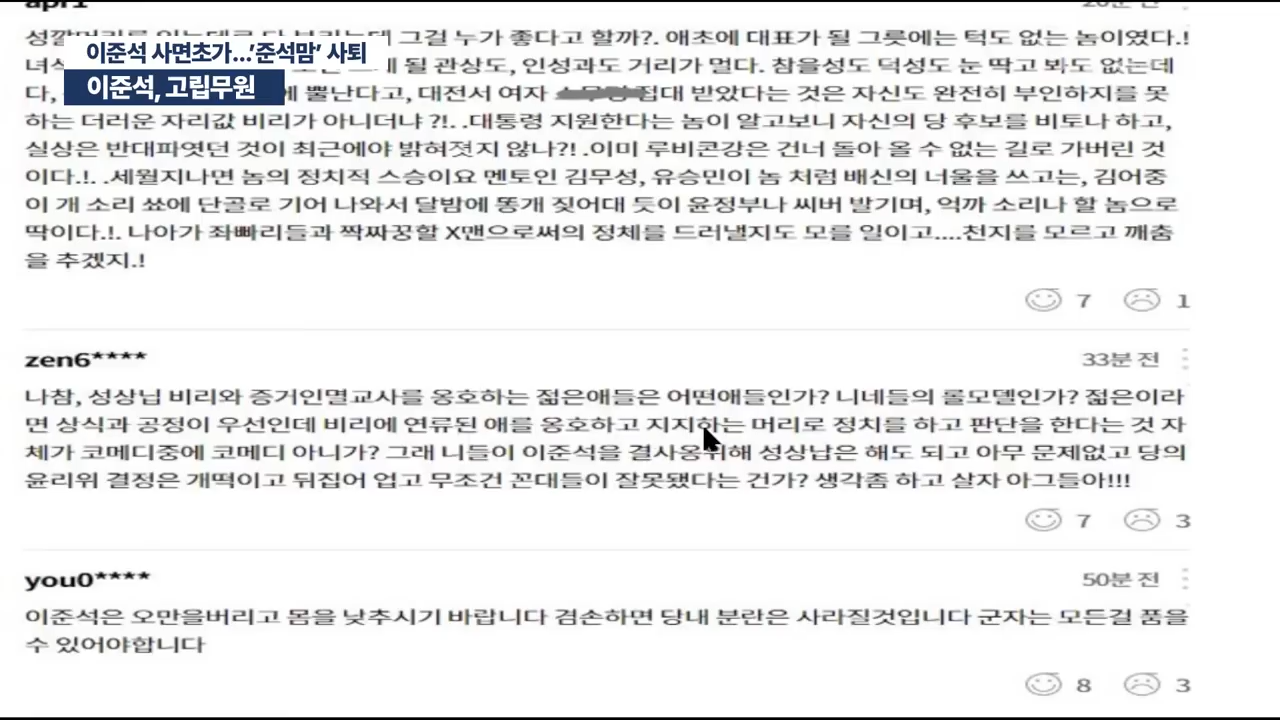 apr1
성깔머리를 그걸 누가 좋다고 할까?. 애초에 대표가 될 그릇에는 턱도 없는 놈이였다.!
이준석 사면초가...'준석맘' 사퇴
될 관상도, 인성과도 거리가 멀다. 참을성도 덕성도 눈 딱고 봐도 없는데
이준석, 고립무원
다, 에 뿔난다고, 대전서 여자 접대 받았다는 것은 자신도 완전히 부인하지를 못
하는 더러운 자리값 비리가 아니더냐 ?!. .대통령 지원한다는 놈이 알고보니 자신의 당 후보를 비토나 하고,
실상은 반대파엿던 것이 최근에야 밝혀졋지 않나?! .이미 루비콘강은 건너 돌아 올 수 없는 길로 가버린 것
이다.!. .세월지나면 놈의 정치적 스승이요 멘토인 김무성, 유승민이 놈 처럼 배신의 너울을 쓰고는, 김어중
이 개 소리 쑈에 단골로 기어 나와서 달밤에 똥개 짖어대 듯이 윤정부나 씨버 발기며, 억까 소리나 할 놈으로
딱이다.!. 나아가 좌빠리들과 짝짜꿍할 X맨으로써의 정체를 드러낼지도 모를 일이고....천지를 모르고 깨춤
을 추겠지.!
7 1
zen6****
33분 전
나참, 성상납 비리와 증거인멸교사를 옹호하는 젊은애들은 어떤애들인가? 니네들의 롤모델인가? 젊은이라
면 상식과 공정이 우선인데 비리에 연류된 애를 옹호하고 지지하는 머리로 정치를 하고 판단을 한다는 것 자
체가 코메디중에 코메디 아니가? 그래 니들이 이준석을 결사옹위해 성상납은 해도 되고 아무 문제없고 당의
윤리위 결정은 개떡이고 뒤집어 업고 무조건 꼰대들이 잘못됐다는 건가? 생각좀 하고 살자 아그들아!!!
7 3
you0****
50분 전
이준석은 오만을버리고 몸을 낮추시기 바랍니다 겸손하면 당내 분란은 사라질것입니다 군자는 모든걸 품을
수 있어야합니다
8 3